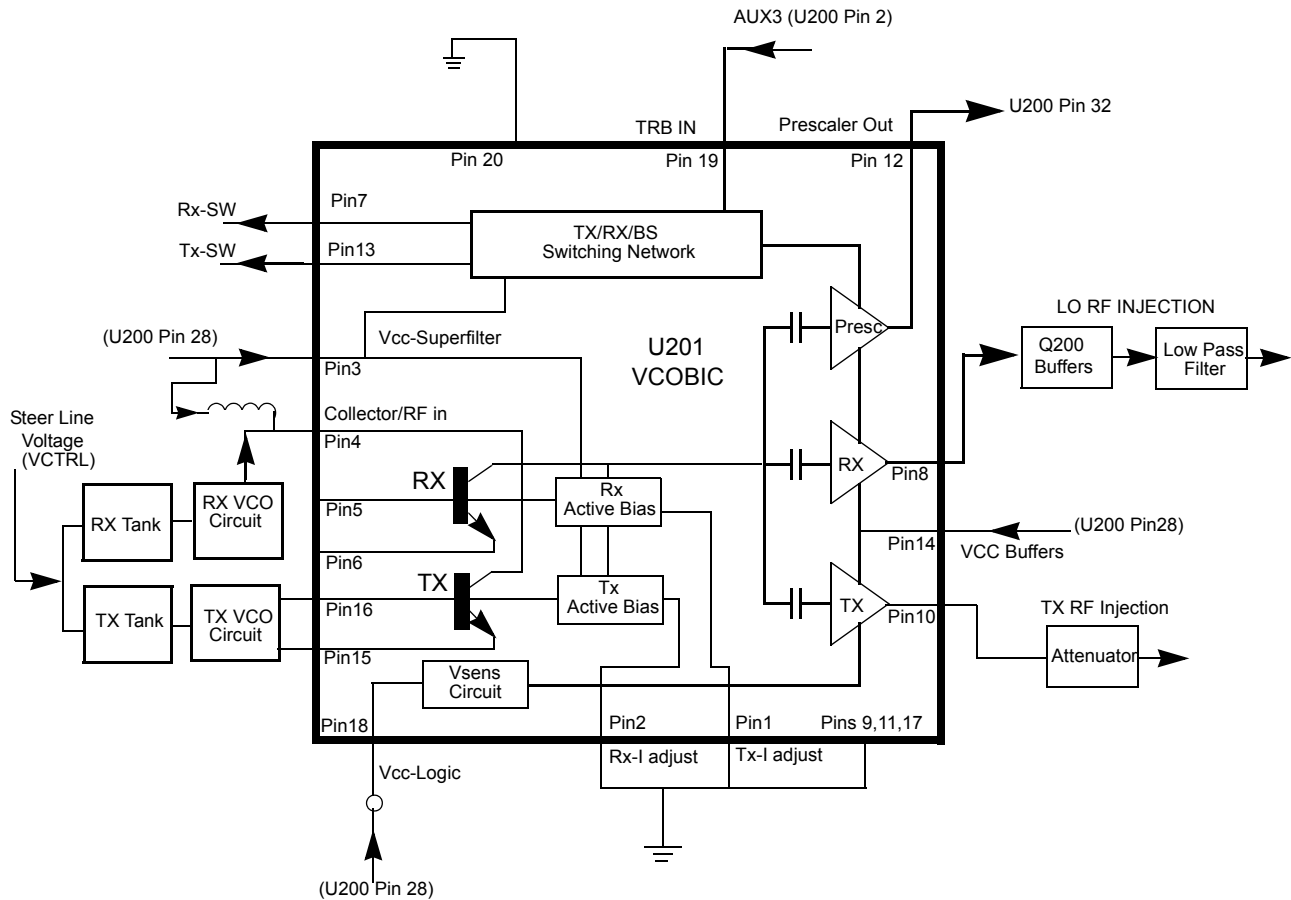 AUX3 (U200 Pin 2)
U200 Pin 32
TRB IN
Prescaler Out
Pin 20
Pin 19
Pin 12
Rx-SW
Pin7
Tx-SW
Pin13
TX/RX/BS
Switching Network
(U200 Pin 28)
Vcc-Superfilter
Pin3
U201
VCOBIC
Presc
LO RF INJECTION
Q200
Buffers
Low Pass
Filter
Steer Line
Voltage
(VCTRL)
Collector/RF in
Pin4
RX
RX
Pin8
RX Tank
RX VCO
Circuit
Pin5
Rx
Active Bias
Pin14
(U200 Pin28)
VCC Buffers
Pin6
TX
Tx
Active Bias
TX
Pin10
TX RF Injection
TX Tank
TX VCO
Circuit
Pin16
Pin15
Attenuator
Vsens
Circuit
Pin18
Pin2
Pin1
Pins 9,11,17
Rx-I adjust
Tx-I adjust
Vcc-Logic
(U200 Pin 28)